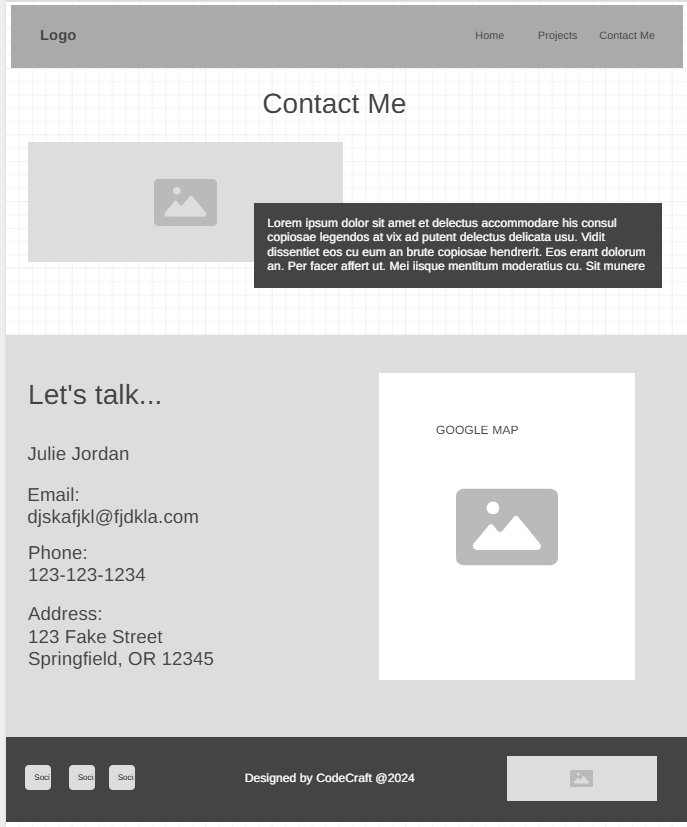 Logo
Home Projects Contact Me
Contact Me
Lorem ipsum dolor sit amet et delectus accommodare his consul
copiosae legendos at vix ad putent delectus delicata usu. Vidit
dissentiet eos cu eum an brute copiosae hendrerit. Eos erant dolorum
an. Per facer affert ut. Mei iisque mentitum moderatius cu. Sit munere
Let's talk...
GOOGLE MAP
Julie Jordan
Email:
djskafjkl@fjdkla.com
Phone:
123-123-1234
Address:
123 Fake Street
Springfield, OR 12345
Soci Soci Soci
Designed by CodeCraft @2024